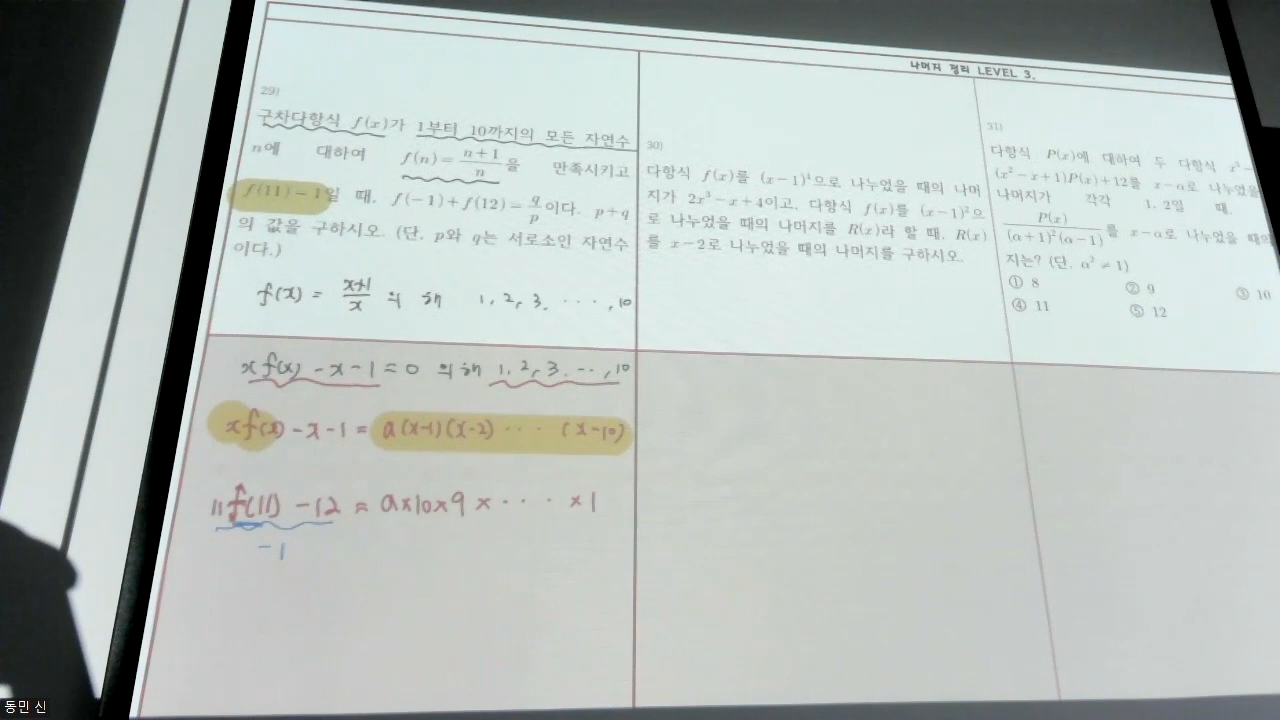 나머지 정리 LEVEL 3.
29)
구차다항식 f(x)가 1부터 10까지의 모든 자연수
n에 대하여 f(n)=\frac{n+1}{n}을 만족시키고
f(11)=1일 때, f(-1)+f(12)=\frac{q}{p}이다. p+q
의 값을 구하시오. (단, p와 q는 서로소인 자연수
이다.)
f(x) = \frac{x+1}{x} 의 해 1, 2, 3, ..., 10
x f(x) - x - 1 = 0 의 해 1, 2, 3, ..., 10
x f(x) - x - 1 = a(x-1)(x-2) ... (x-10)
11 f(11) - 12 = a×10×9× ... ×1
-1
30)
다항식 f(x)를 (x-1)⁴으로 나누었을 때의 나머
지가 2x³-x+4이고, 다항식 f(x)를 (x-1)²으
로 나누었을 때의 나머지를 R(x)라 할 때, R(x)
를 x-2로 나누었을 때의 나머지를 구하시오.
31)
다항식 P(x)에 대하여 두 다항식
(x²-x+1)P(x)+12를 x-a로 나누었을
나머지가 각각 1, 2일 때,
\frac{P(x)}{(a+1)²(a-1)}를 x-a로 나누었을 때의
지는? (단, a²≠1)
① 8 ② 9 ③ 10
④ 11 ⑤ 12
동민 신